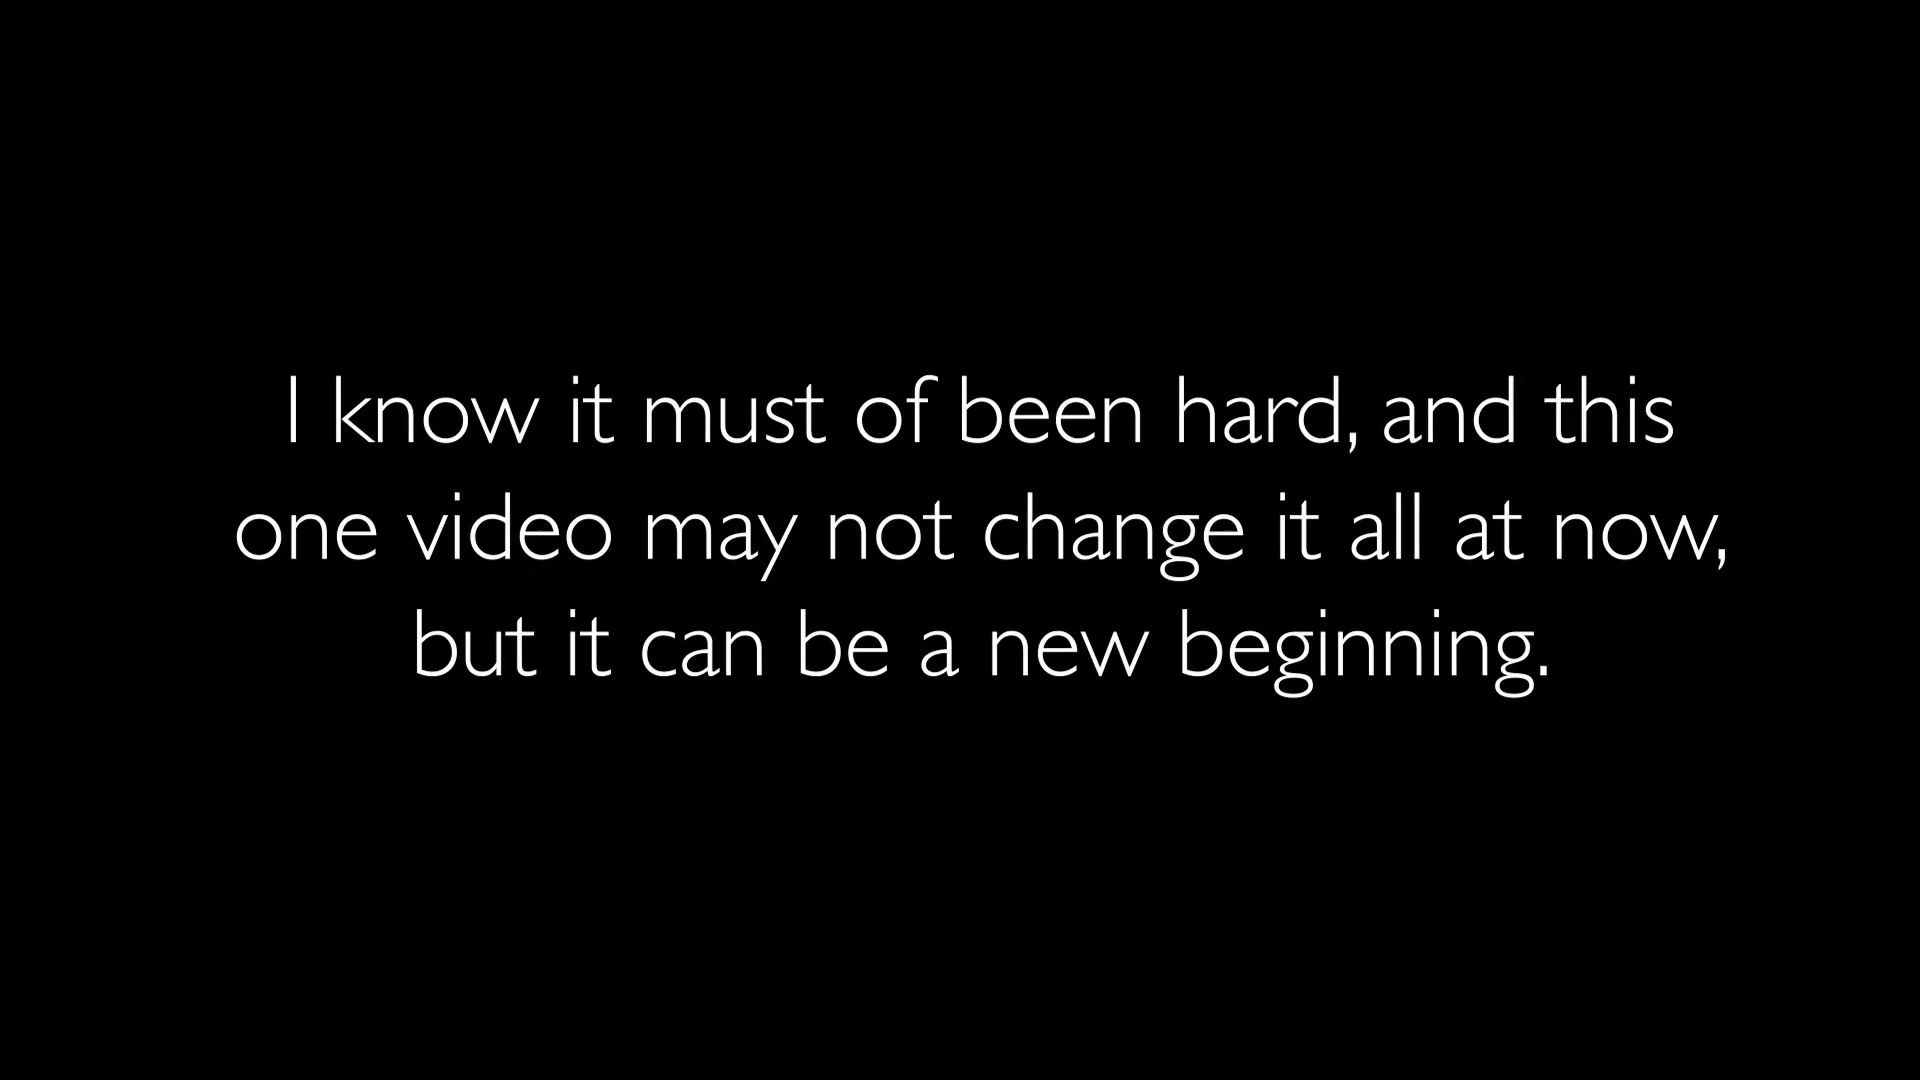 I know it must of been hard, and this
one video may not change it all at now,
but it can be a new beginning.